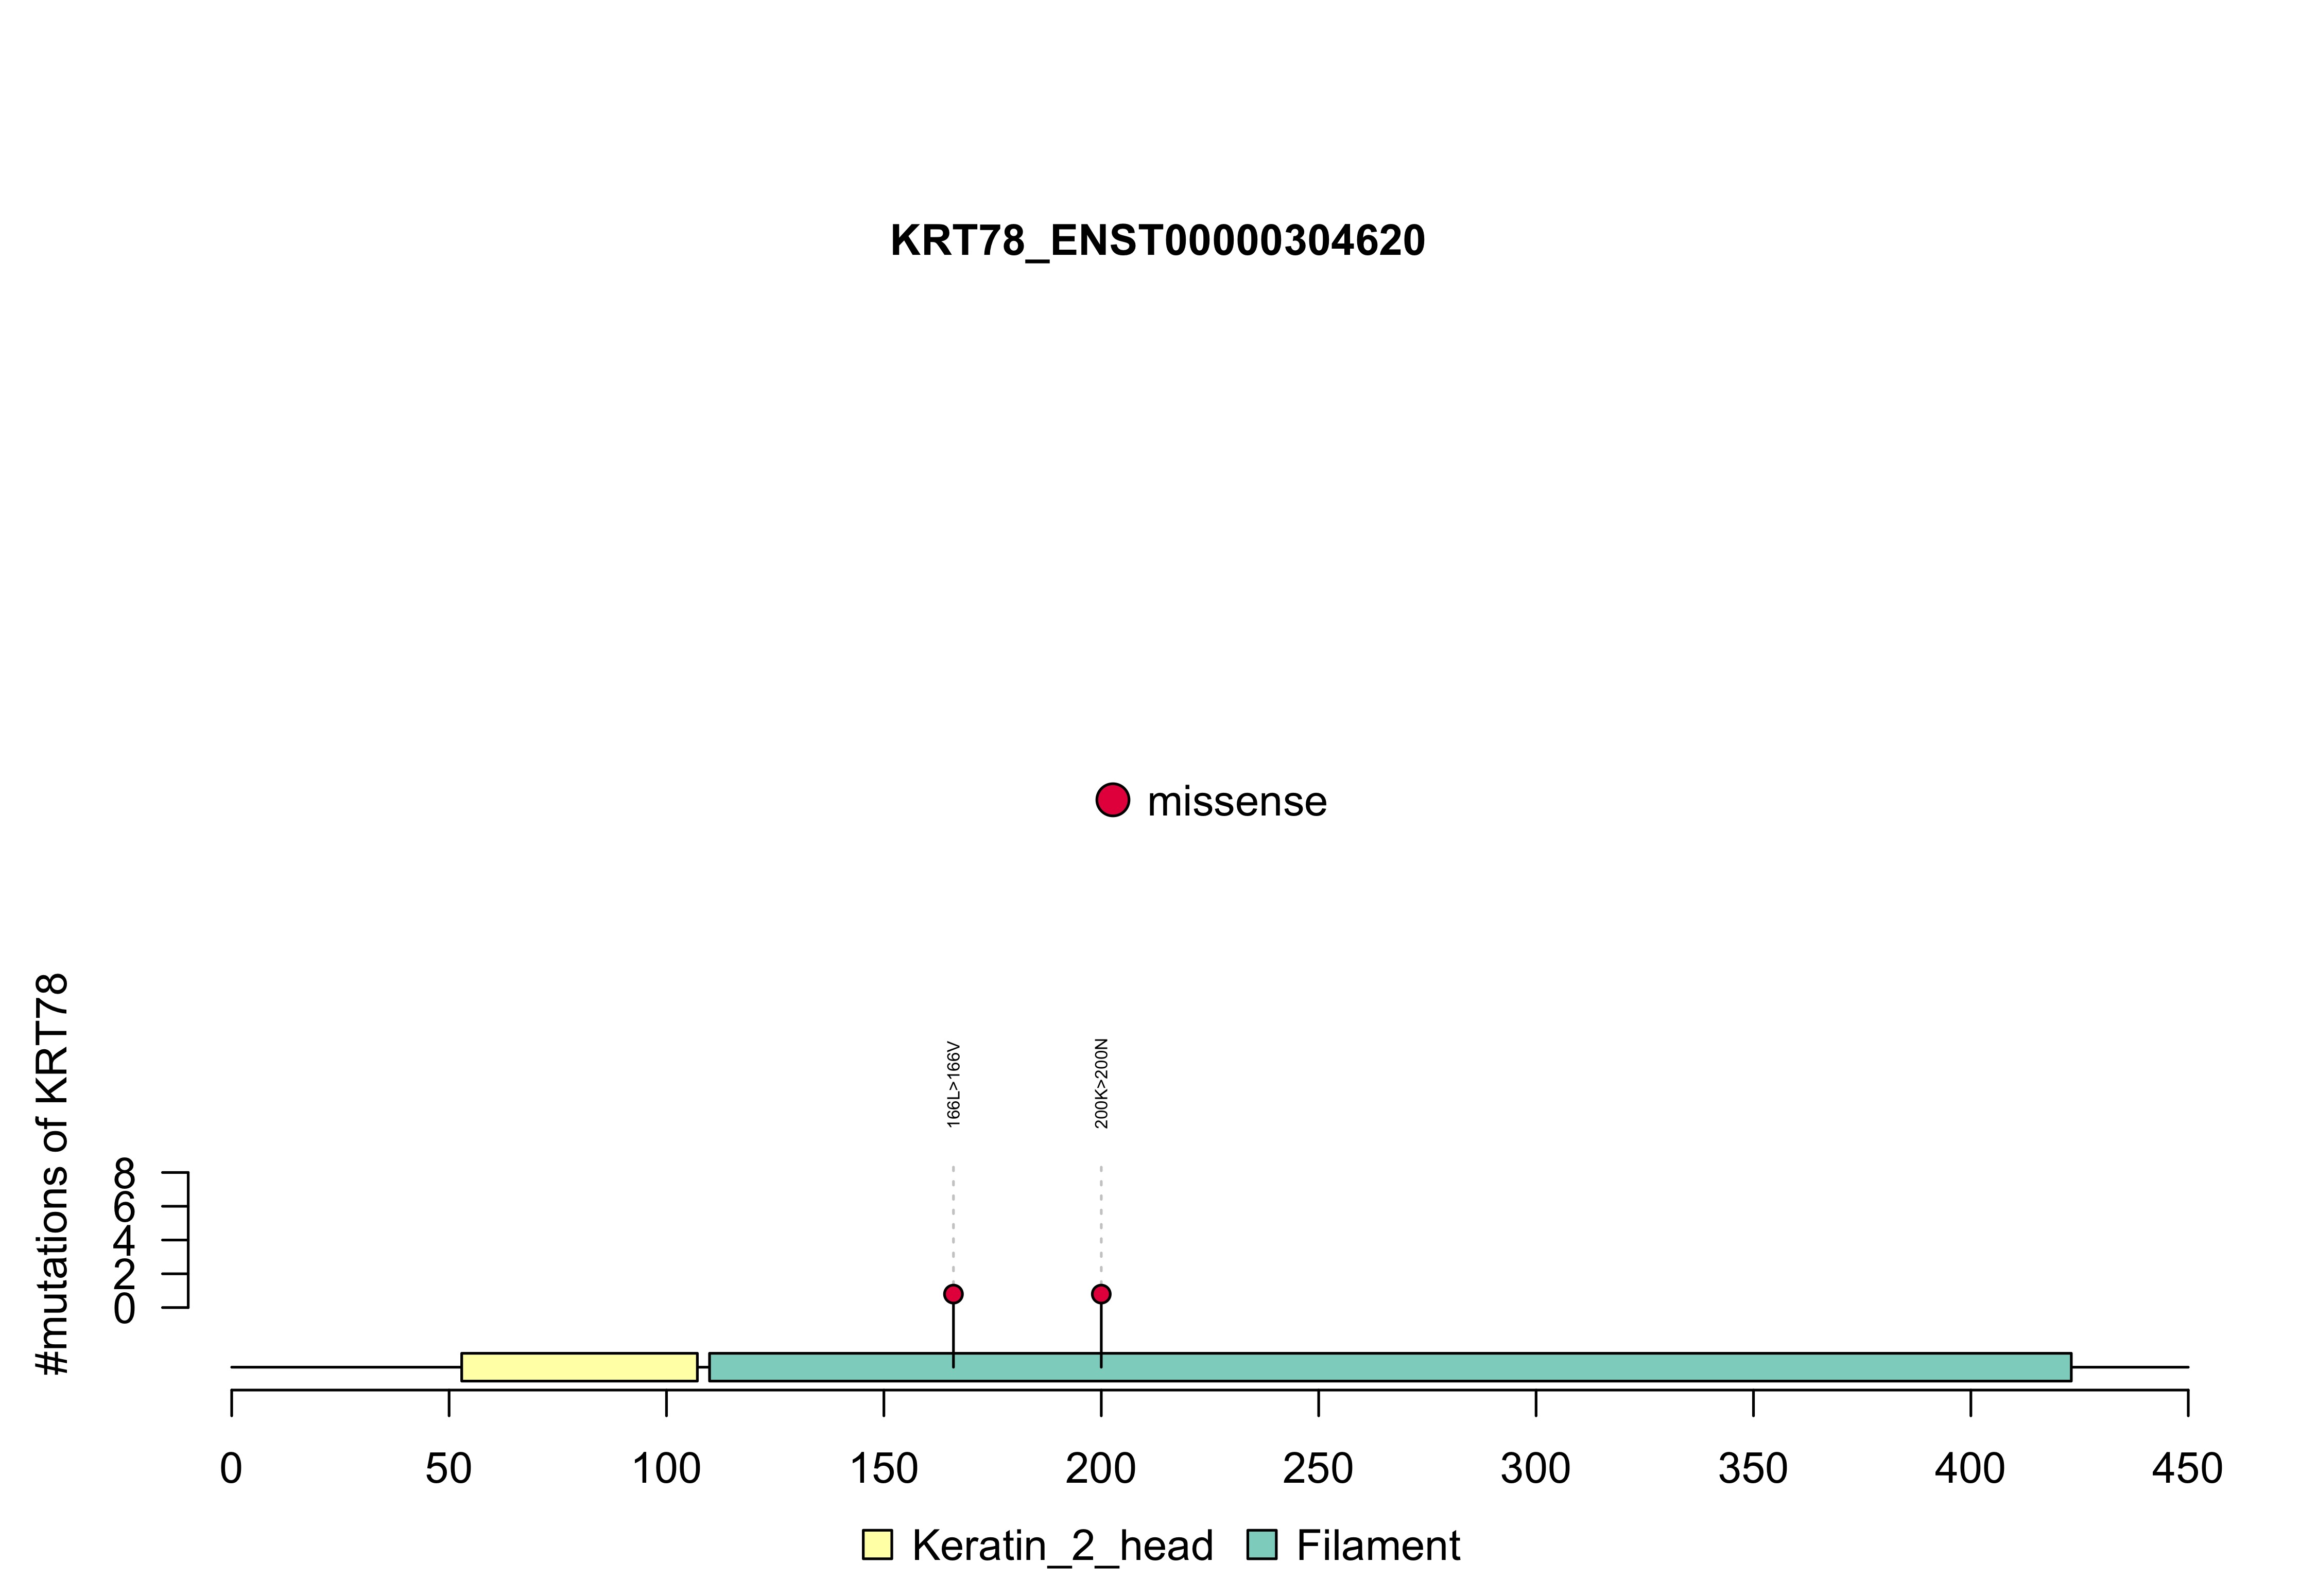 KRT78_ENST00000304620
missense
#mutations of KRT78
166L>166V
200K>200N
8
6
4
2
0
0 50 100 150 200 250 300 350 400 450
Keratin_2_head Filament